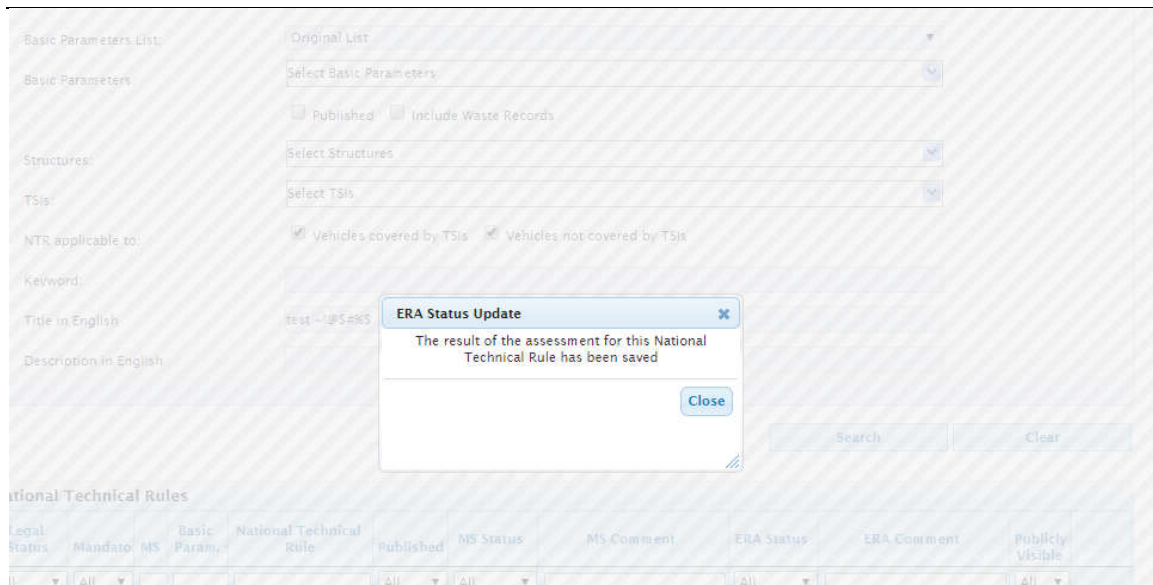 Basic Parameters List: Original List
Basic Parameters Select Basic Parameters
Published Include Waste Records
Structures: Select Structures
TSIs: Select TSIs
NTR applicable to: Vehicles covered by TSIs Vehicles not covered by TSIs
Keyword:
Title in English test ~!@$#%$
Description in English
ERA Status Update
The result of the assessment for this National
Technical Rule has been saved
Close
Search Clear
ational Technical Rules
Legal Status Mandato MS Basic Param. National Technical Rule Published MS Status MS Comment ERA Status ERA Comment Publicly Visible
All All All All All